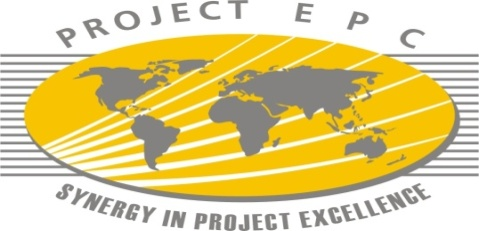 PROJECT EPC
SYNERGY IN PROJECT EXCELLENCE